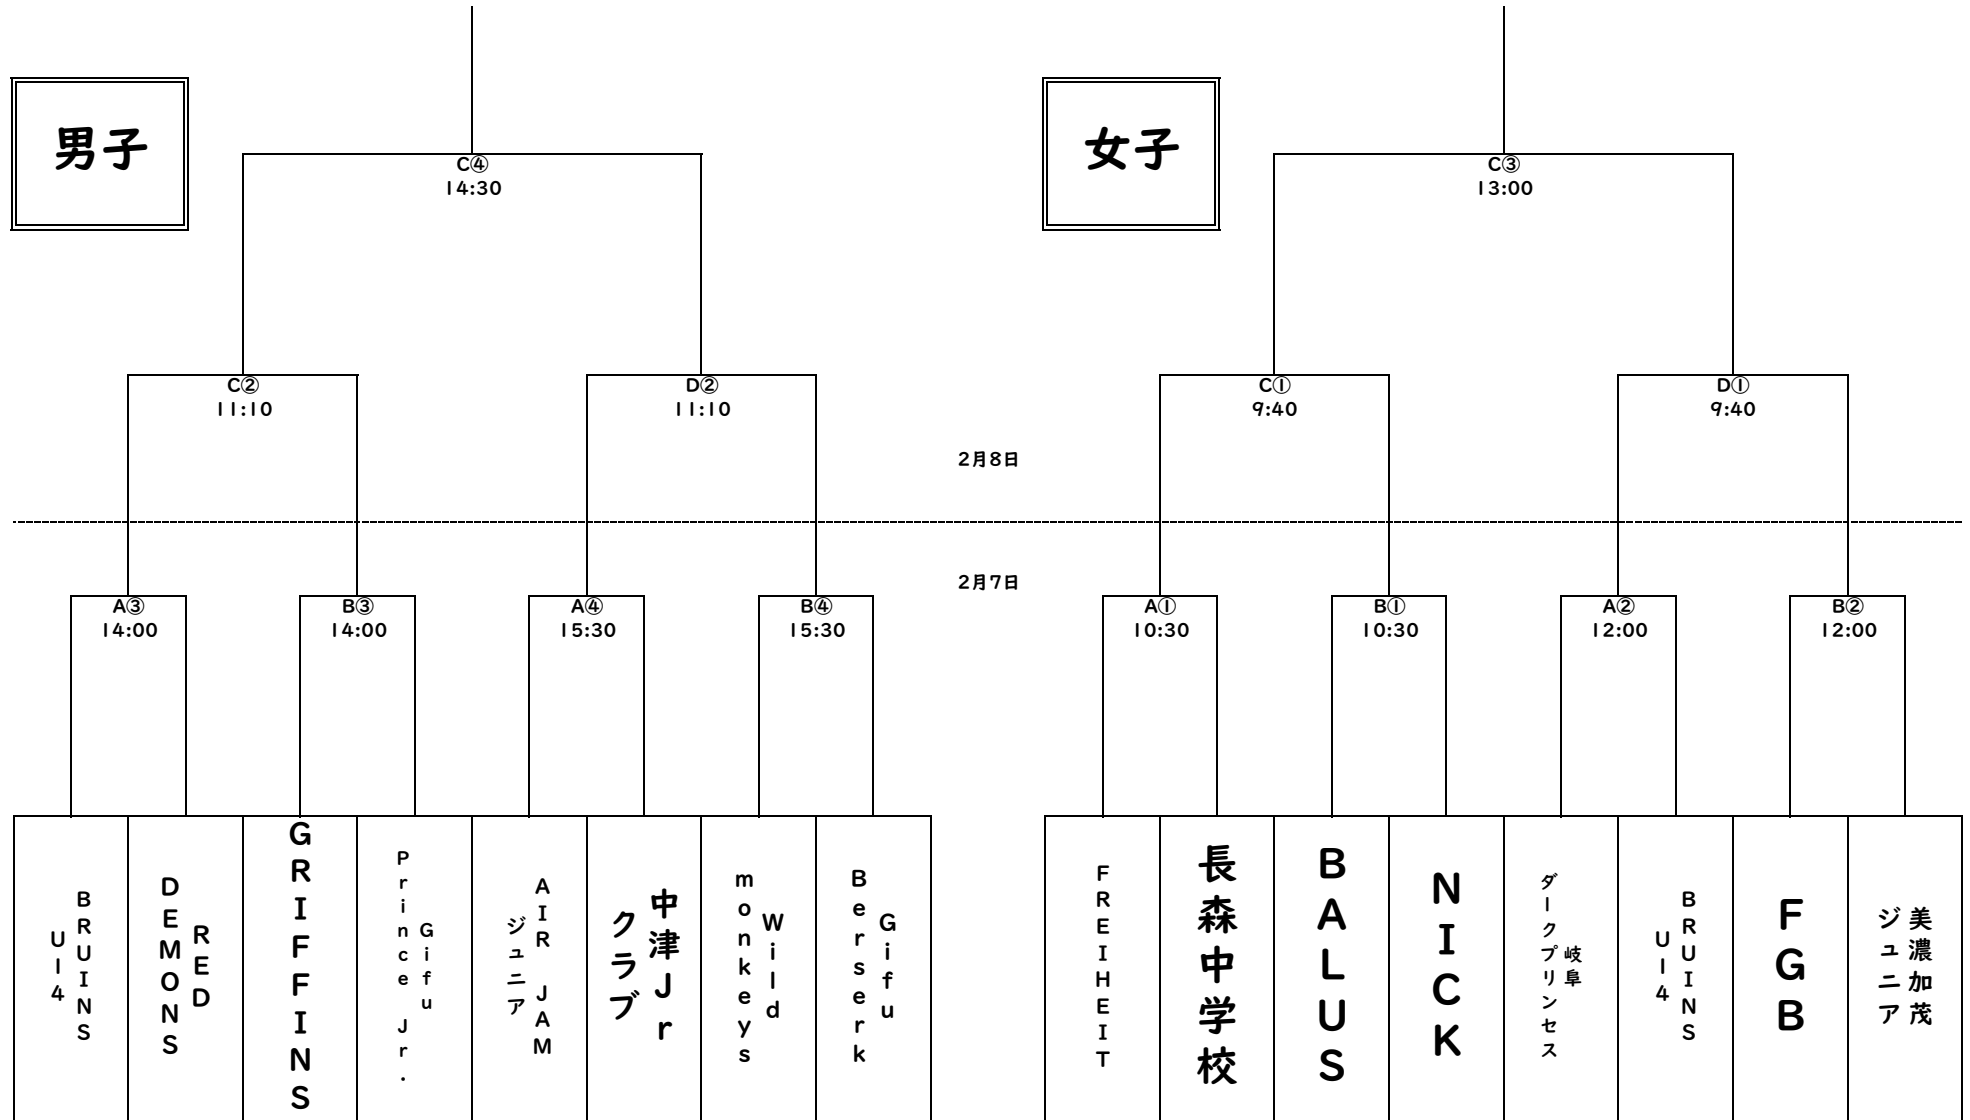 男子
女子
C④
14:30
C③
13:00
C②
11:10
D②
11:10
C①
9:40
D①
9:40
2月8日
2月7日
A③
14:00
B③
14:00
A④
15:30
B④
15:30
A①
10:30
B①
10:30
A②
12:00
B②
12:00
BRUINS
U14
RED
DEMONS
GRIFFINS
Gifu
Prince Jr.
AIR JAM
ジュニア
中津Jr
クラブ
Wild
monkeys
Gifu
Berserk
FREIHEIT
長森中学校
BALUS
NICK
岐阜
ダークプリンセス
BRUINS
U14
FGB
美濃加茂
ジュニア